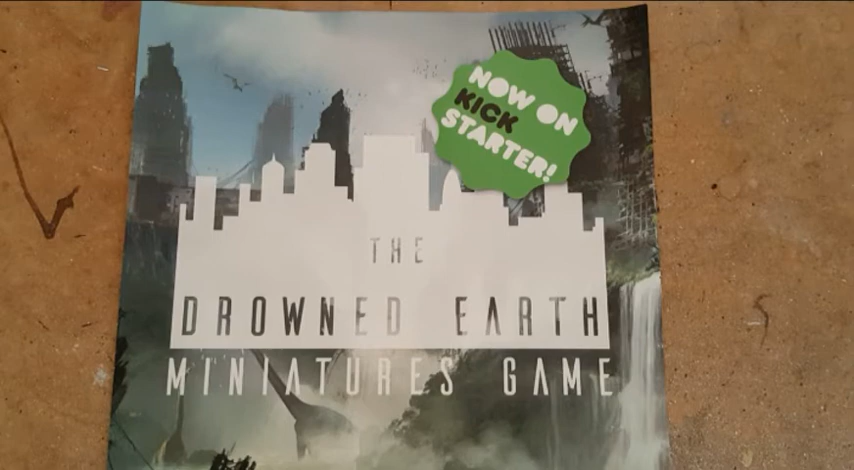 NOW ON
KICK
STARTER!
THE
DROWNED EARTH
MINIATURES GAME